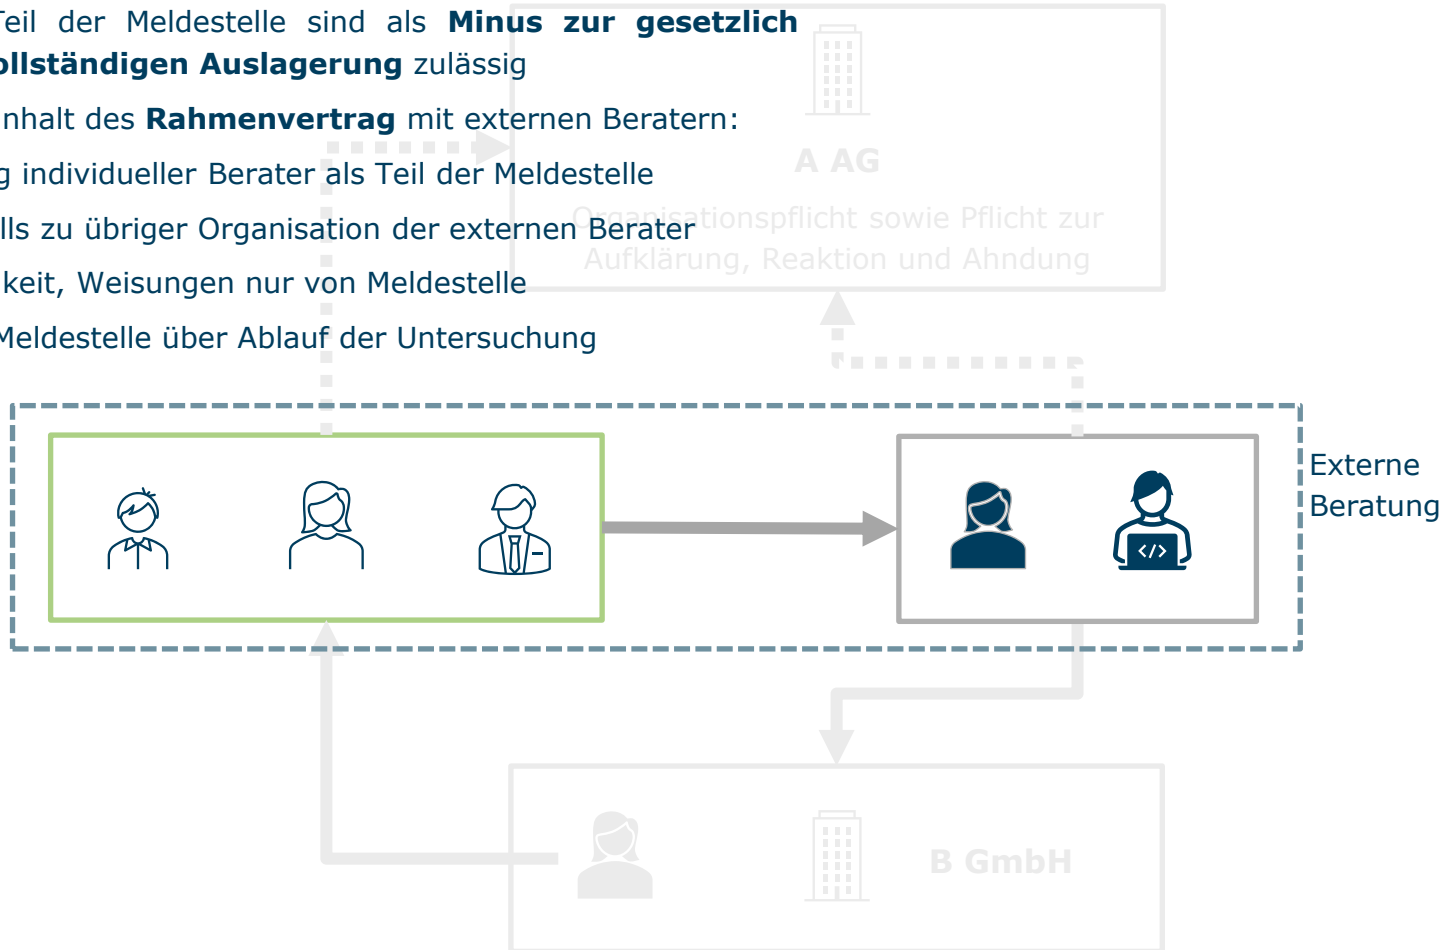 Teil der Meldestelle sind als Minus zur gesetzlich
ollständigen Auslagerung zulässig
nhalt des Rahmenvertrag mit externen Beratern:
g individueller Berater als Teil der Meldestelle
lls zu übriger Organisation der externen Berater
keit, Weisungen nur von Meldestelle
Meldestelle über Ablauf der Untersuchung
A AG
Organisationspflicht sowie Pflicht zur
Aufklärung, Reaktion und Ahndung
Externe
Beratung
</>
B GmbH